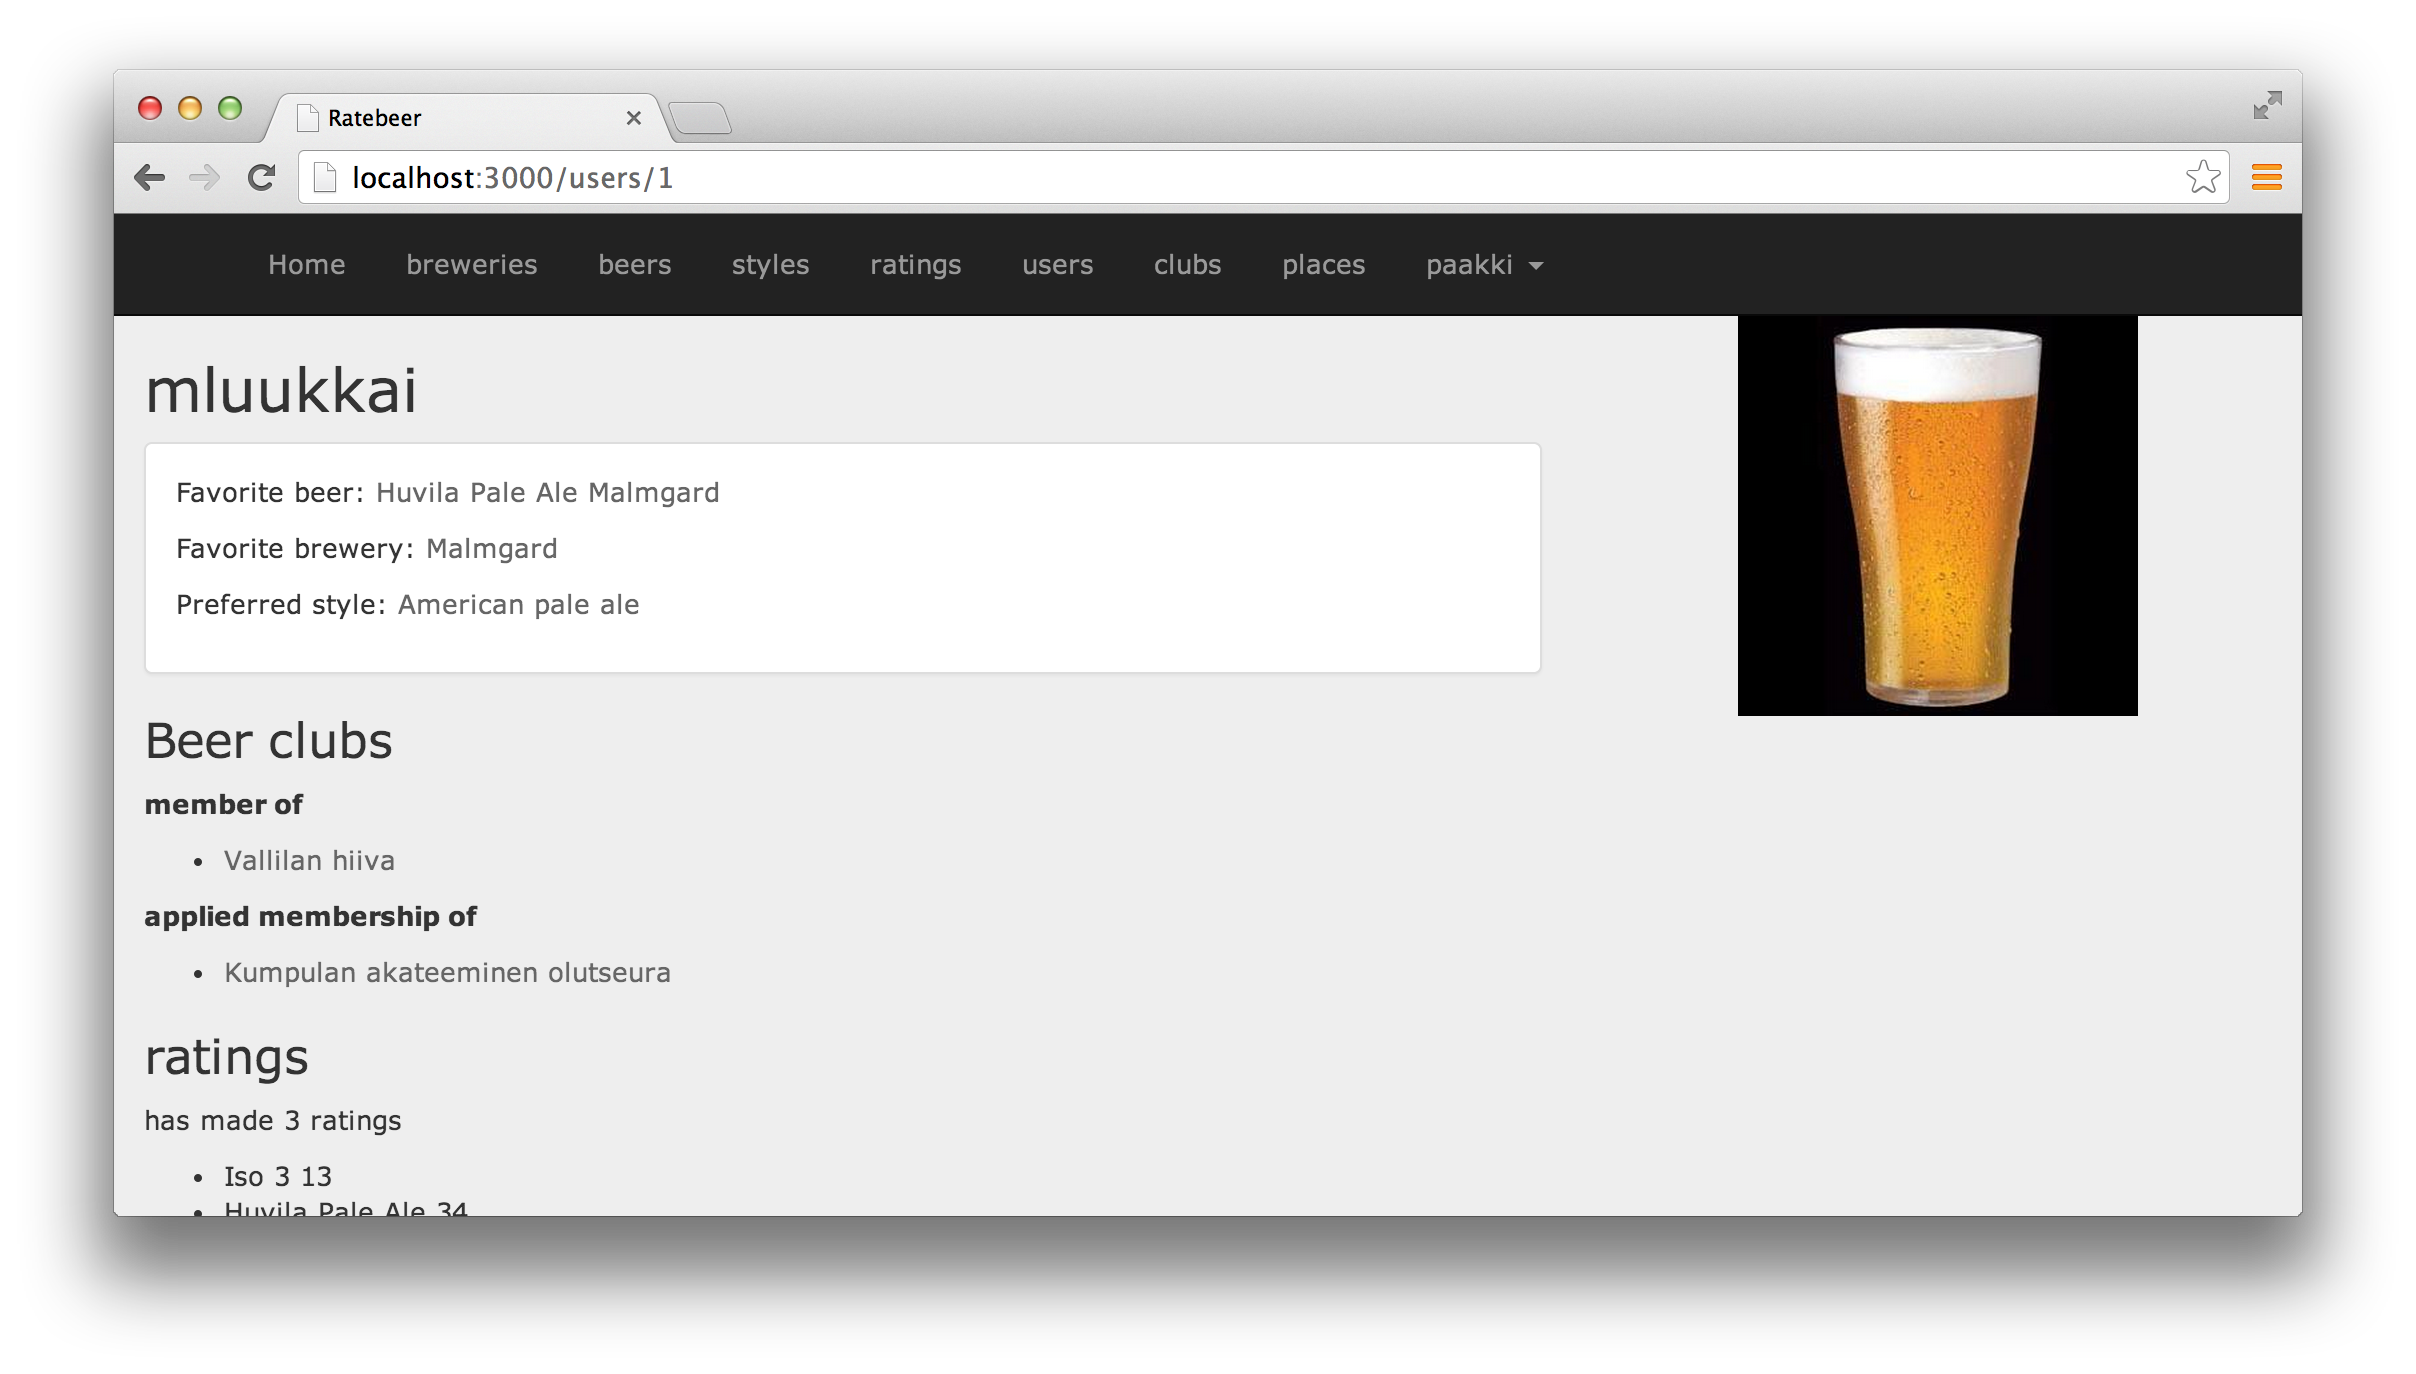 Ratebeer
localhost:3000/users/1
Home breweries beers styles ratings users clubs places paakki
mluukkai
Favorite beer: Huvila Pale Ale Malmgard
Favorite brewery: Malmgard
Preferred style: American pale ale
Beer clubs
member of
• Vallilan hiiva
applied membership of
• Kumpulan akateeminen olutseura
ratings
has made 3 ratings
• Iso 3 13
• Huvila Pale Ale 34